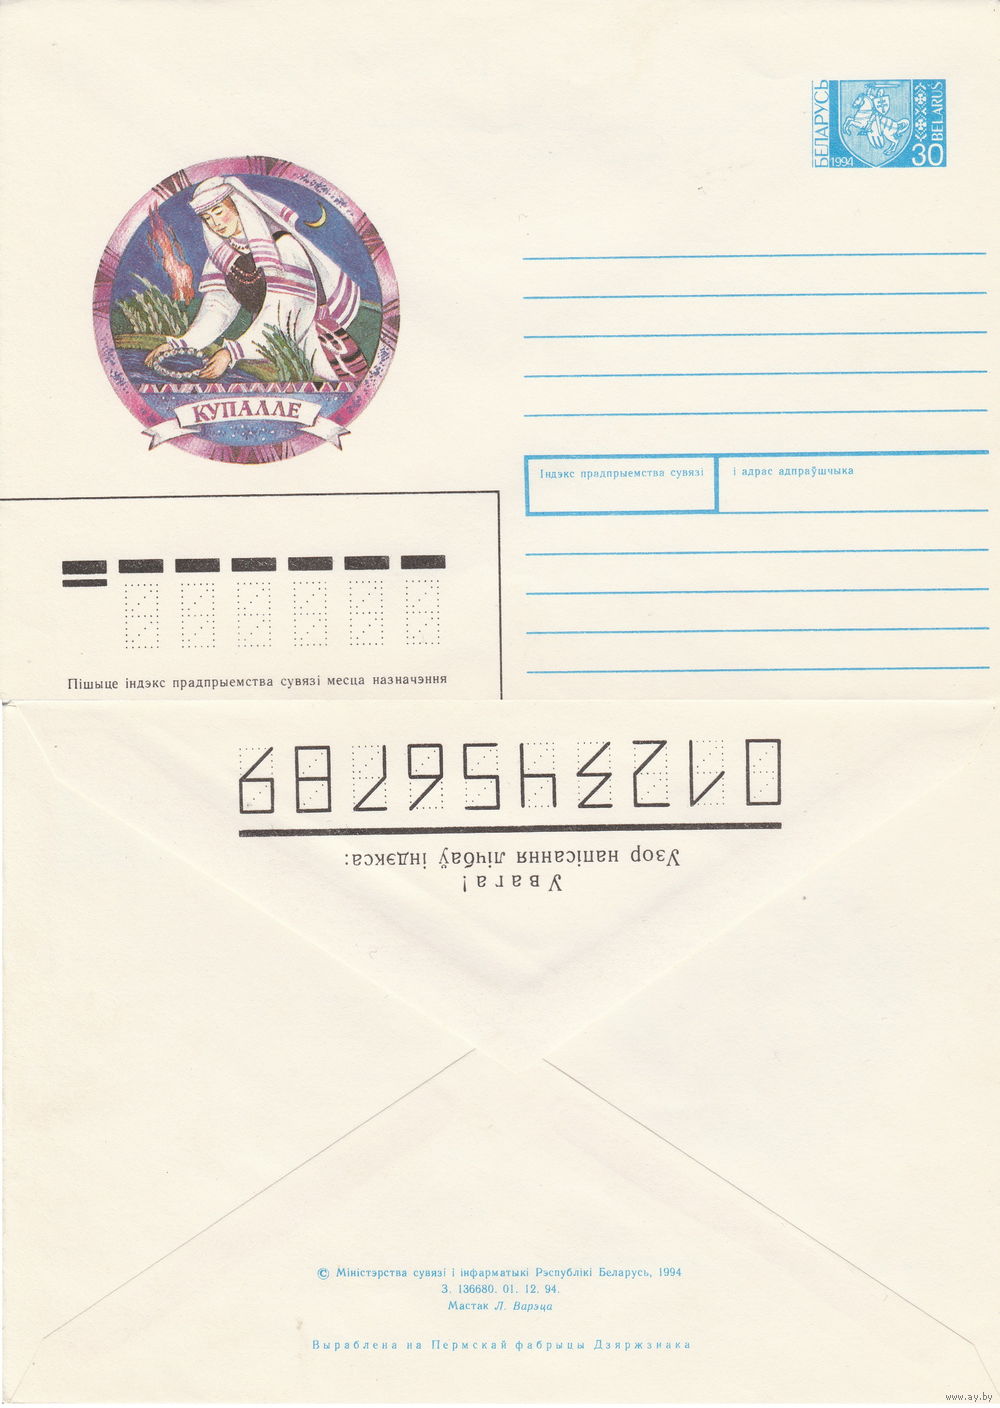 БЕЛАРУСЬ
1994
30
BELARUS
КУПАЛЛЕ
Індэкс прадпрыемства сувязі
і адрас адпраўшчыка
Пішыце індэкс прадпрыемства сувязі месца назначэння
Увага!
Узор напісання лічбаў індэкса:
0123456789
© Міністэрства сувязі і інфарматыкі Рэспублікі Беларусь, 1994
З. 136680. 01. 12. 94.
Мастак Л. Варэца
Выраблена на Пермскай фабрыцы Дзяржзнака
www.ay.by